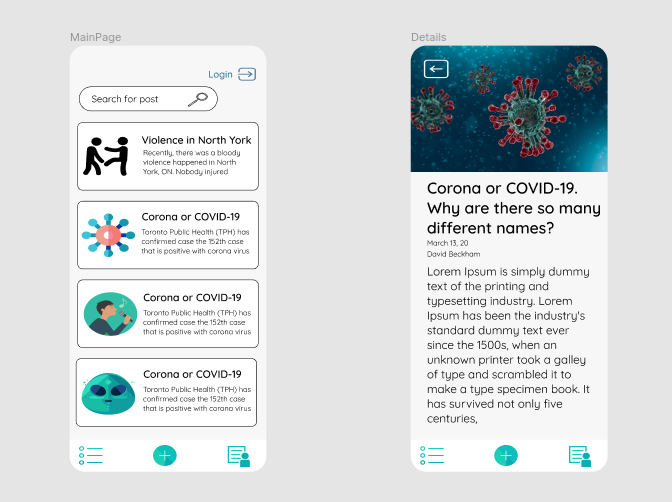 MainPage
Login
Search for post
Violence in North York
Recently, there was a bloody
violence happened in North
York, ON. Nobody injured
Corona or COVID-19
Toronto Public Health (TPH) has
confirmed case the 152th case
that is positive with corona virus
Corona or COVID-19
Toronto Public Health (TPH) has
confirmed case the 152th case
that is positive with corona virus
Corona or COVID-19
Toronto Public Health (TPH) has
confirmed case the 152th case
that is positive with corona virus
Details
Corona or COVID-19.
Why are there so many
different names?
March 13, 20
David Beckham
Lorem Ipsum is simply dummy
text of the printing and
typesetting industry. Lorem
Ipsum has been the industry's
standard dummy text ever
since the 1500s, when an
unknown printer took a galley
of type and scrambled it to
make a type specimen book. It
has survived not only five
centuries,